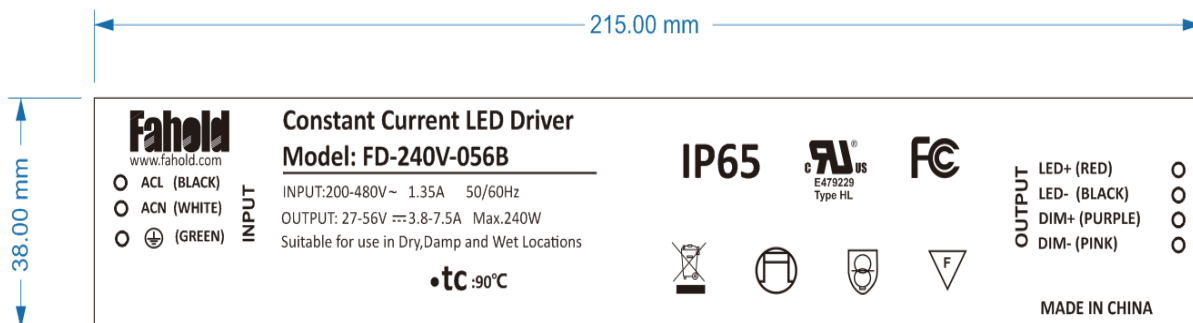 215.00 mm
38.00 mm
Fahold
www.fahold.com
ACL (BLACK)
ACN (WHITE)
(GREEN)
INPUT
Constant Current LED Driver
Model: FD-240V-056B
INPUT:200-480V~ 1.35A 50/60Hz
OUTPUT: 27-56V ⎓3.8-7.5A Max.240W
Suitable for use in Dry,Damp and Wet Locations
•tc :90℃
IP65
c RU US
E479229
Type HL
FC
F
OUTPUT
LED+ (RED)
LED- (BLACK)
DIM+ (PURPLE)
DIM- (PINK)
MADE IN CHINA